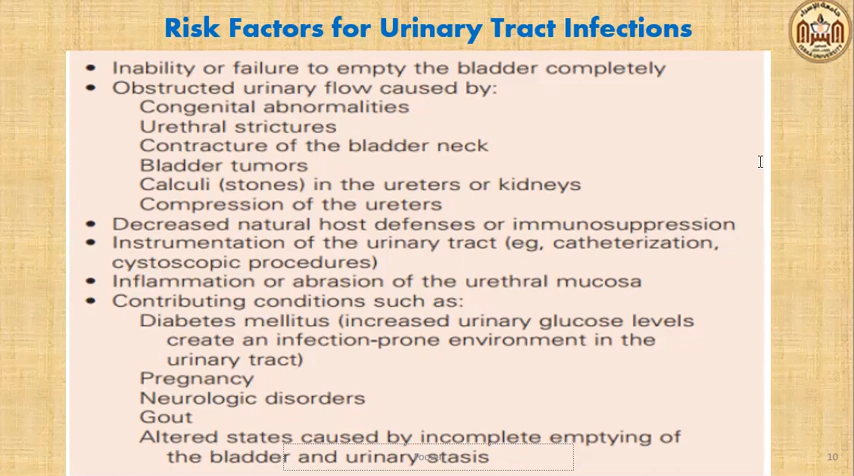 Risk Factors for Urinary Tract Infections
• Inability or failure to empty the bladder completely
• Obstructed urinary flow caused by:
Congenital abnormalities
Urethral strictures
Contracture of the bladder neck
Bladder tumors
Calculi (stones) in the ureters or kidneys
Compression of the ureters
• Decreased natural host defenses or immunosuppression
• Instrumentation of the urinary tract (eg, catheterization,
cystoscopic procedures)
• Inflammation or abrasion of the urethral mucosa
• Contributing conditions such as:
Diabetes mellitus (increased urinary glucose levels
create an infection-prone environment in the
urinary tract)
Pregnancy
Neurologic disorders
Gout
Altered states caused by incomplete emptying of
the bladder and urinary stasis
10